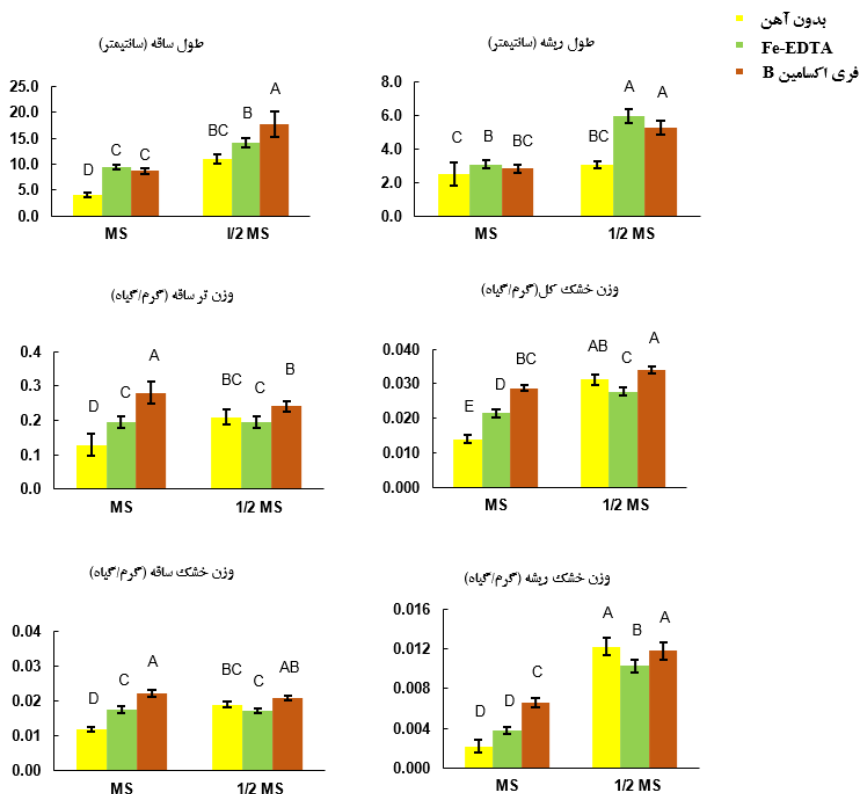 بدون آهن
Fe-EDTA
فری اکسامین B
طول ساقه (سانتیمتر)
25.0
20.0
15.0
10.0
5.0
0.0
D
C
C
BC
B
A
MS
I/2 MS
طول ریشه (سانتیمتر)
8.0
6.0
4.0
2.0
0.0
C
B
BC
BC
A
A
MS
1/2 MS
وزن تر ساقه (گرم/گیاه)
0.4
0.3
0.2
0.1
0.0
D
C
A
BC
C
B
MS
1/2 MS
وزن خشک کل(گرم/گیاه)
0.040
0.030
0.020
0.010
0.000
E
D
BC
AB
C
A
MS
1/2 MS
وزن خشک ساقه (گرم/گیاه)
0.04
0.03
0.02
0.01
0.00
D
C
A
BC
C
AB
MS
1/2 MS
وزن خشک ریشه (گرم/گیاه)
0.016
0.012
0.008
0.004
0.000
D
D
C
A
B
A
MS
1/2 MS